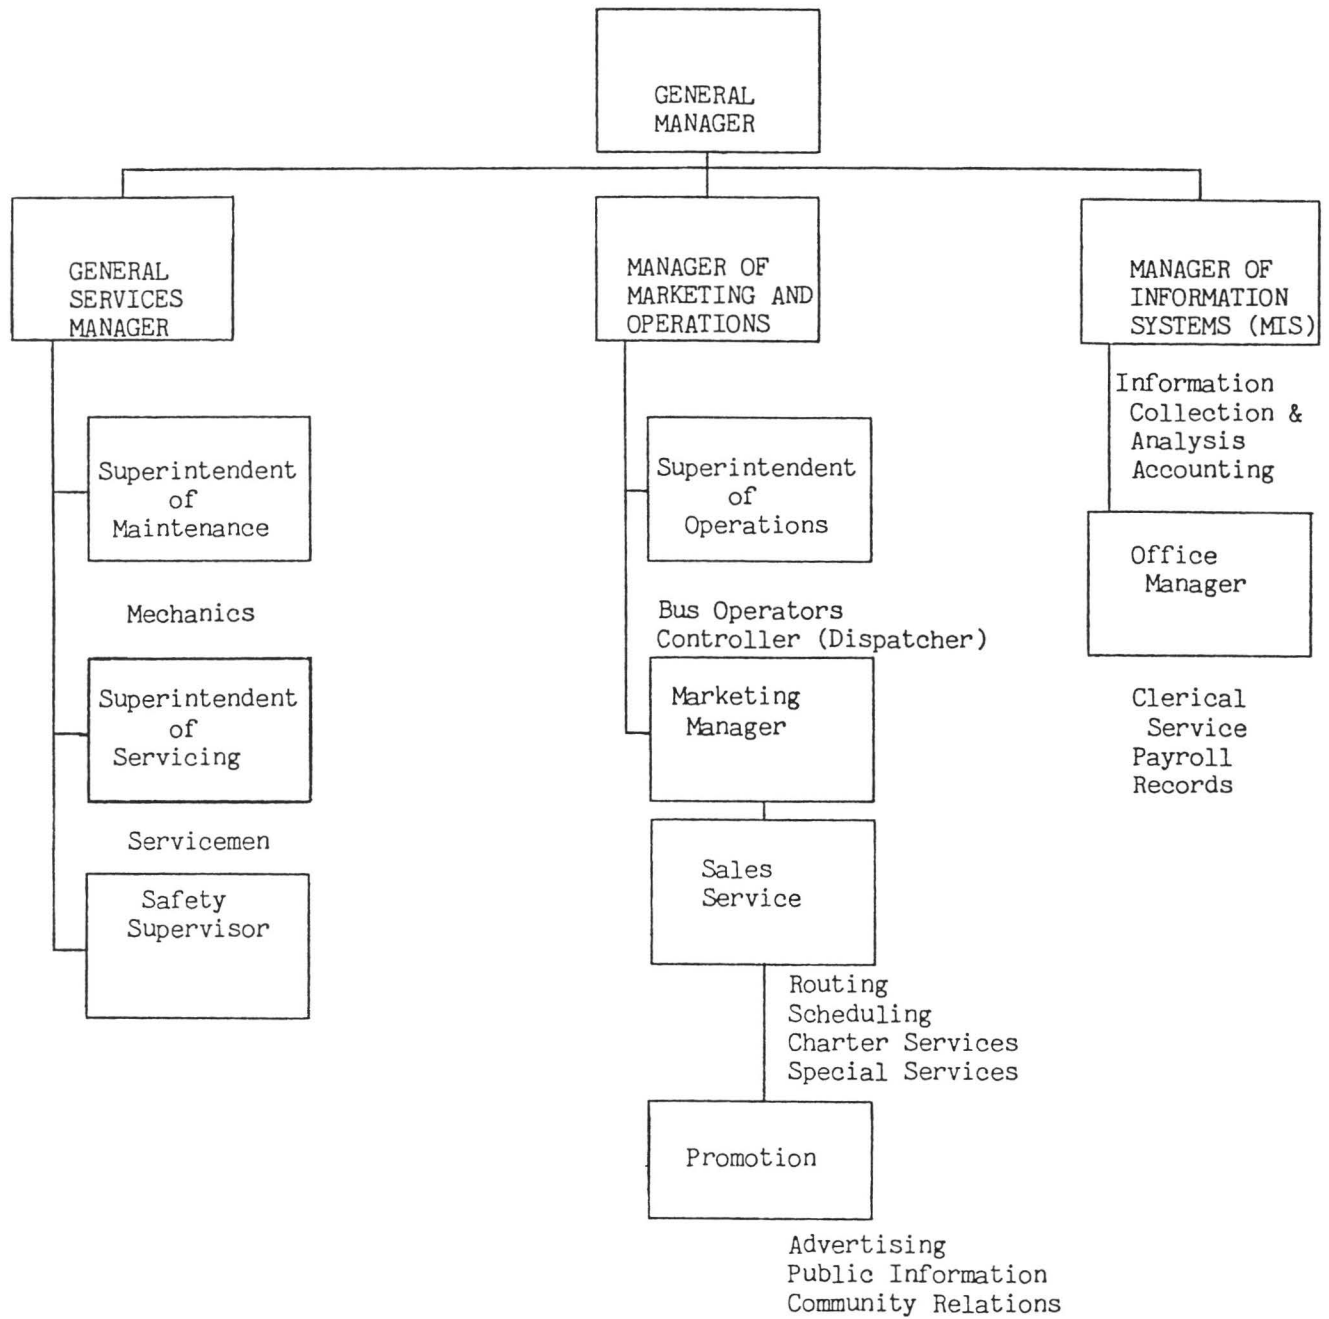 GENERAL
MANAGER
GENERAL
SERVICES
MANAGER
MANAGER OF
MARKETING AND
OPERATIONS
MANAGER OF
INFORMATION
SYSTEMS (MIS)
Superintendent
of
Maintenance
Mechanics
Superintendent
of
Servicing
Servicemen
Safety
Supervisor
Superintendent
of
Operations
Bus Operators
Controller (Dispatcher)
Marketing
Manager
Sales
Service
Routing
Scheduling
Charter Services
Special Services
Promotion
Advertising
Public Information
Community Relations
Information
Collection &
Analysis
Accounting
Office
Manager
Clerical
Service
Payroll
Records